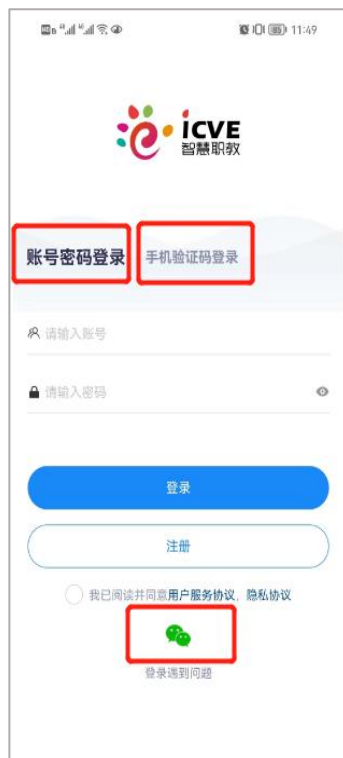 11:49
icve
智慧职教
账号密码登录 手机验证码登录
请输入账号
请输入密码
登录
注册
我已阅读并同意用户服务协议，隐私协议
登录遇到问题